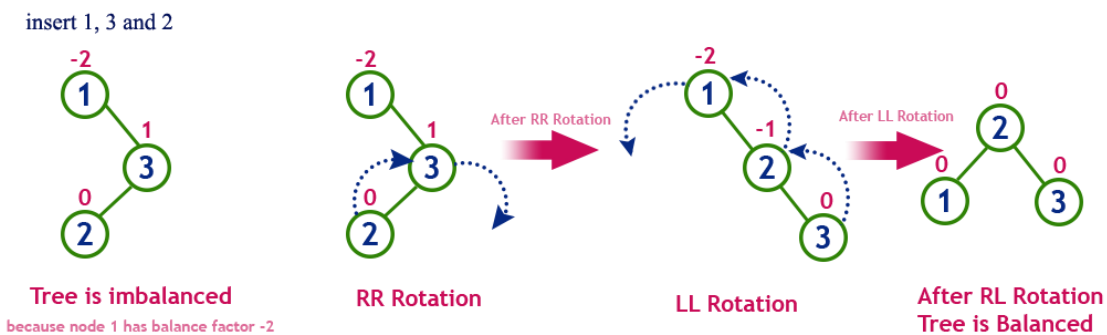 insert 1, 3 and 2
-2
1
1
3
0
2
Tree is imbalanced
because node 1 has balance factor -2
-2
1
1
3
0
2
RR Rotation
After RR Rotation
-2
1
-1
2
0
3
LL Rotation
After LL Rotation
0
2
0
1
0
3
After RL Rotation
Tree is Balanced